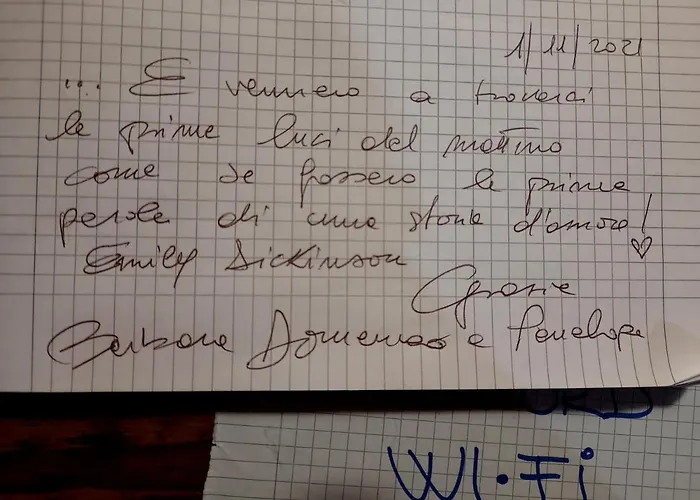 1/11/2021
... E vennero a trovarci
le prime luci del mattino
come se fossero le prime
parole di una storia d'amore! ♡
Emily Dickinson
Grazie
Barbara Domenico e Penelope
WI-Fi